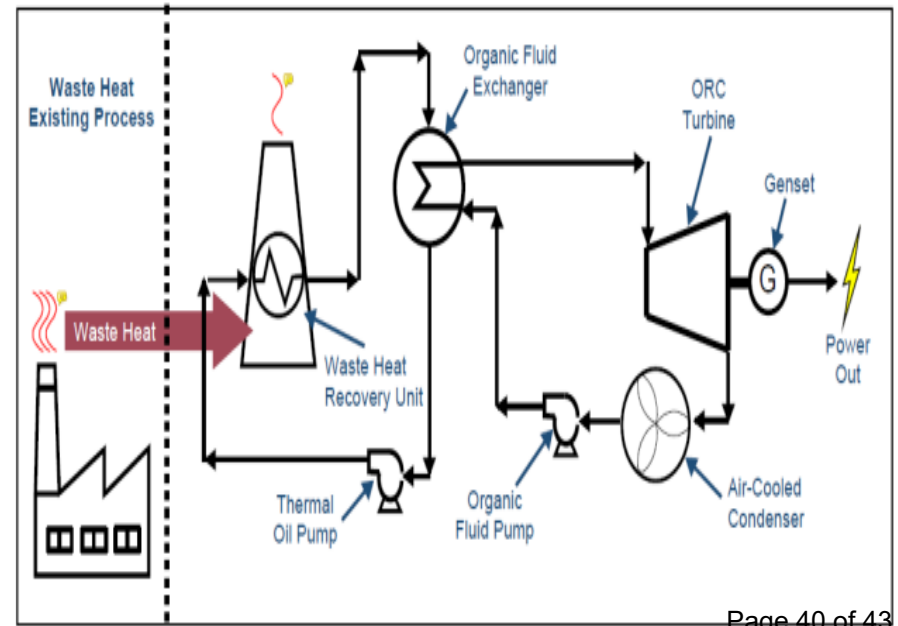 Waste Heat
Existing Process
Organic Fluid
Exchanger
ORC
Turbine
Genset
G
Waste Heat
Power
Out
Waste Heat
Recovery Unit
Thermal
Oil Pump
Organic
Fluid Pump
Air-Cooled
Condenser
Page 40 of 43